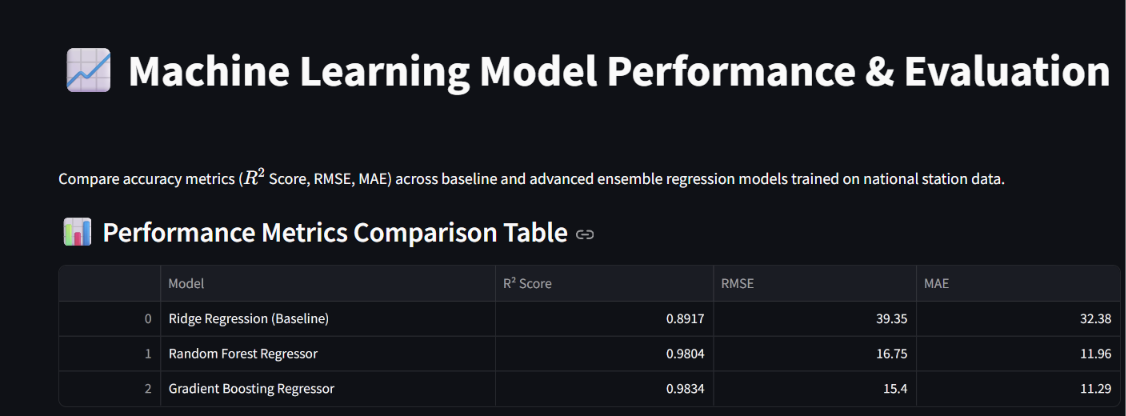 Machine Learning Model Performance & Evaluation
Compare accuracy metrics (R² Score, RMSE, MAE) across baseline and advanced ensemble regression models trained on national station data.
Performance Metrics Comparison Table
Model R² Score RMSE MAE
0 Ridge Regression (Baseline) 0.8917 39.35 32.38
1 Random Forest Regressor 0.9804 16.75 11.96
2 Gradient Boosting Regressor 0.9834 15.4 11.29